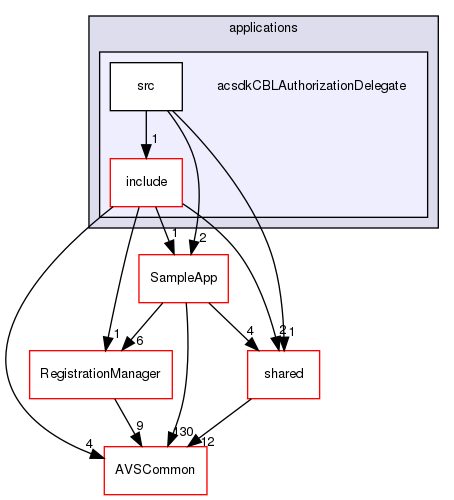 applications
src
acsdkCBLAuthorizationDelegate
1
include
1
2
SampleApp
1
6
4
2
1
RegistrationManager
shared
4
9
130
12
AVSCommon